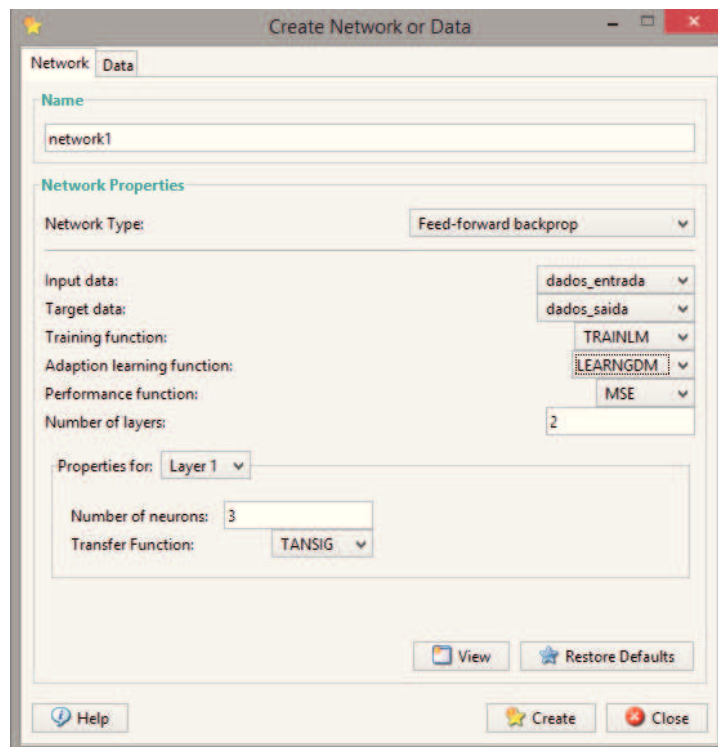 Create Network or Data
Network Data
Name
network1
Network Properties
Network Type: Feed-forward backprop
Input data: dados_entrada
Target data: dados_saida
Training function: TRAINLM
Adaption learning function: LEARNGDM
Performance function: MSE
Number of layers: 2
Properties for: Layer 1
Number of neurons: 3
Transfer Function: TANSIG
View Restore Defaults
Help Create Close